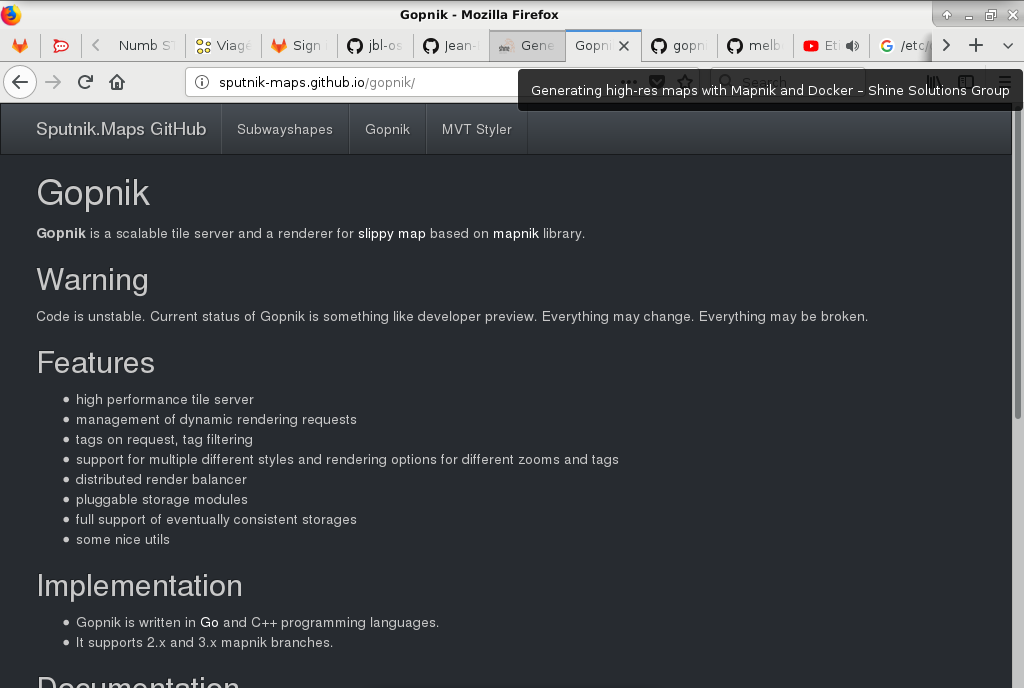 Gopnik - Mozilla Firefox
Numb ST
Viage
Sign
jbl-os
Jean-
Gene
Gopni
gopn
melb
Et
/etc/
sputnik-maps.github.io/gopnik/
Search
Generating high-res maps with Mapnik and Docker – Shine Solutions Group
Sputnik.Maps GitHub Subwayshapes Gopnik MVT Styler
Gopnik
Gopnik is a scalable tile server and a renderer for slippy map based on mapnik library.
Warning
Code is unstable. Current status of Gopnik is something like developer preview. Everything may change. Everything may be broken.
Features
high performance tile server
management of dynamic rendering requests
tags on request, tag filtering
support for multiple different styles and rendering options for different zooms and tags
distributed render balancer
pluggable storage modules
full support of eventually consistent storages
some nice utils
Implementation
Gopnik is written in Go and C++ programming languages.
It supports 2.x and 3.x mapnik branches.
Documentation